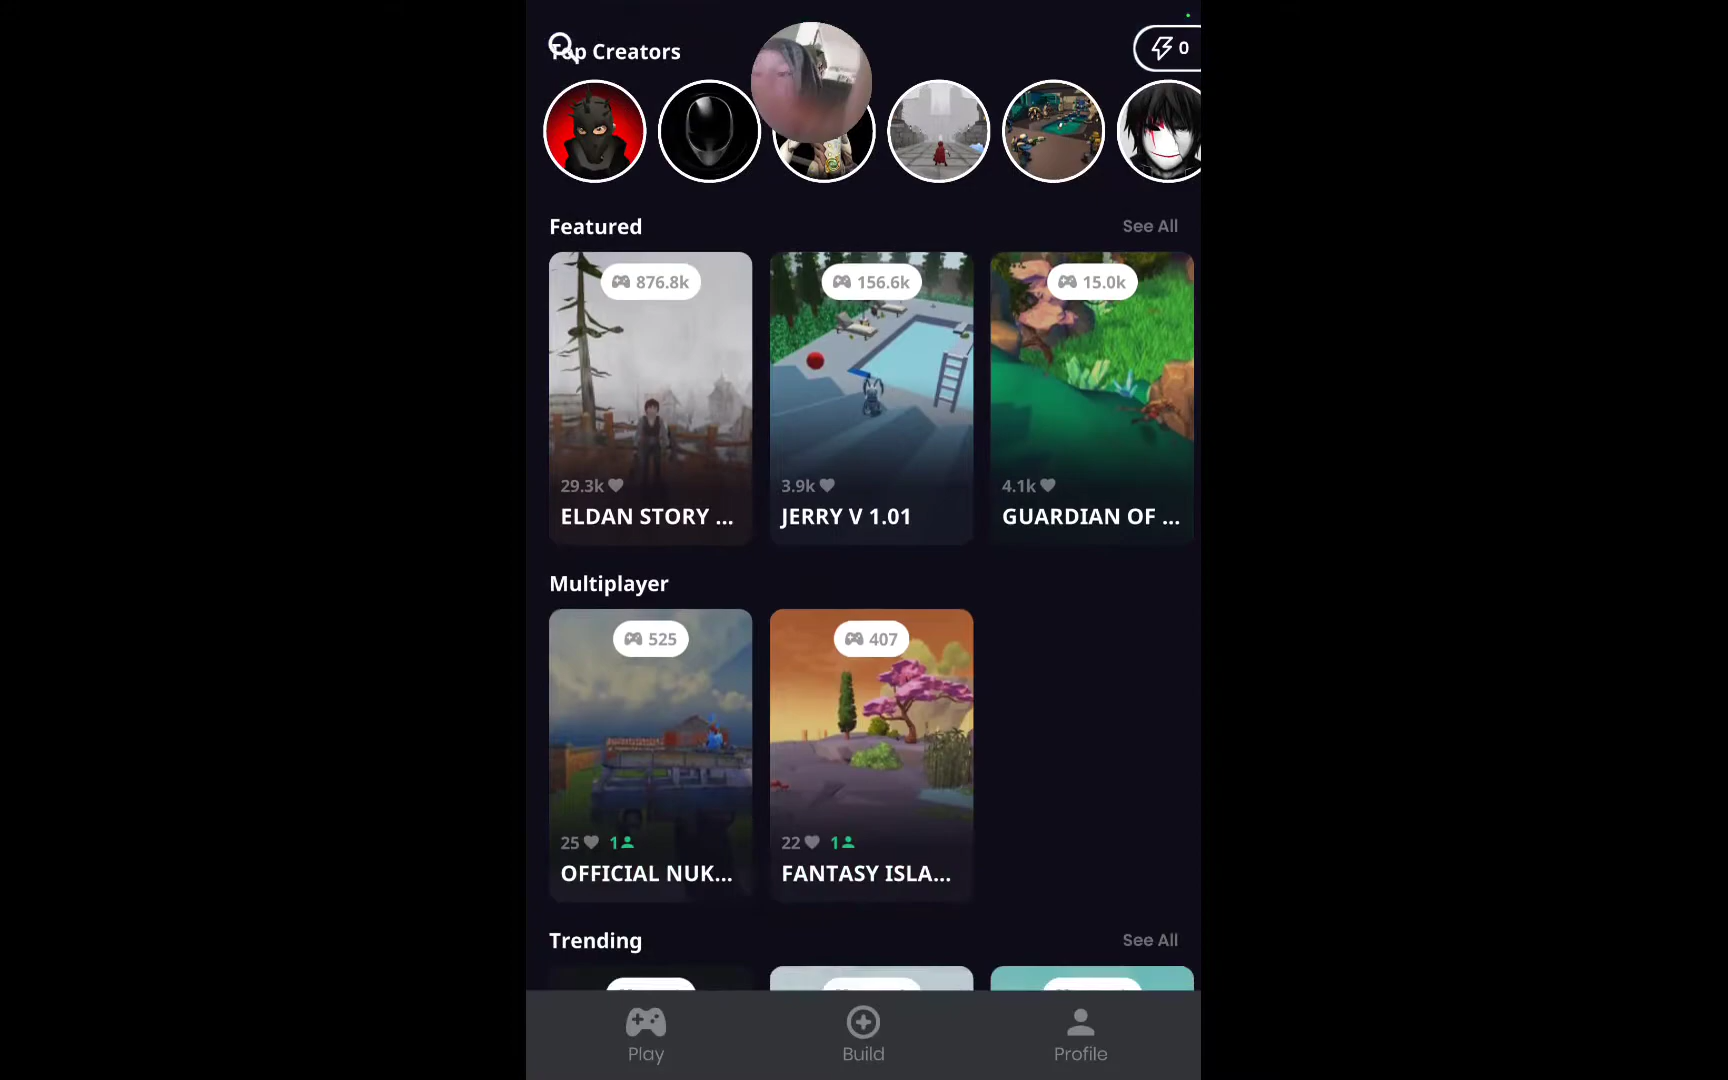 Top Creators
0
Featured
See All
876.8k
156.6k
15.0k
29.3k
3.9k
4.1k
ELDAN STORY ...
JERRY V 1.01
GUARDIAN OF ...
Multiplayer
525
407
25 1
22 1
OFFICIAL NUK...
FANTASY ISLA...
Trending
See All
Play
Build
Profile